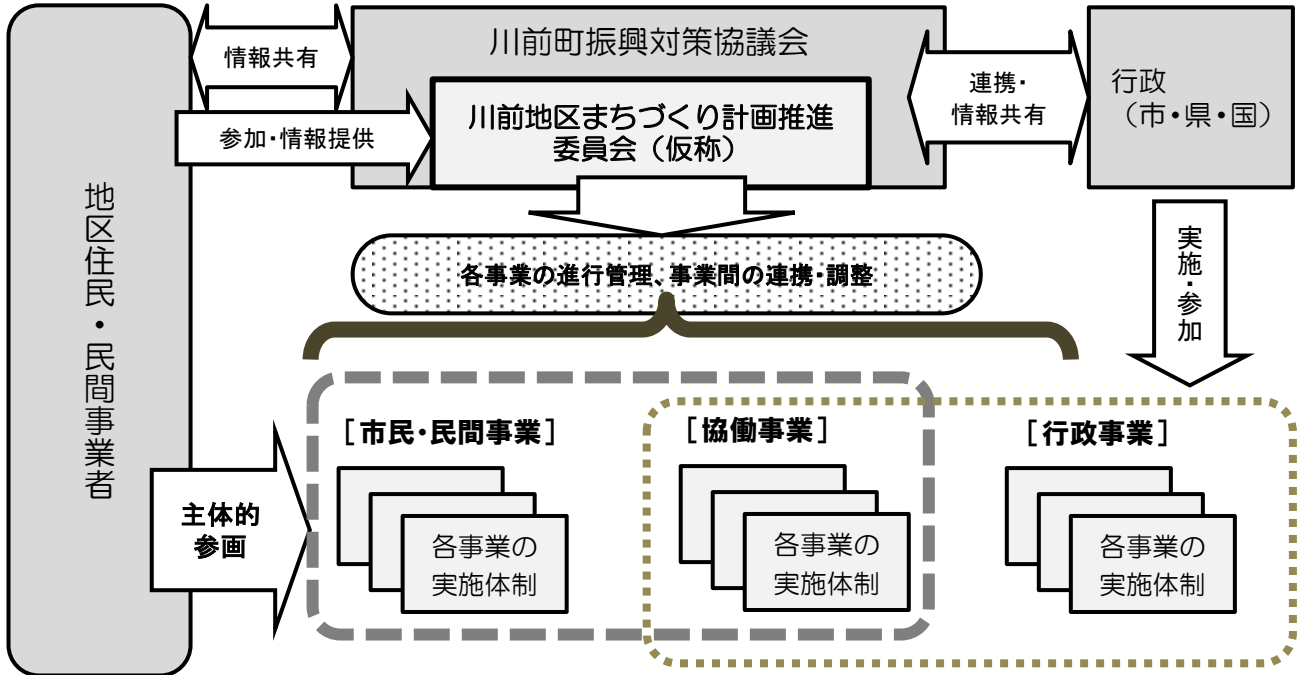 川前町振興対策協議会
情報共有
連携・
情報共有
行政
（市・県・国）
川前地区まちづくり計画推進
委員会（仮称）
参加・情報提供
地区住民・民間事業者
各事業の進行管理、事業間の連携・調整
実施・参加
［市民・民間事業］
［協働事業］
［行政事業］
主体的
参画
各事業の
実施体制
各事業の
実施体制
各事業の
実施体制